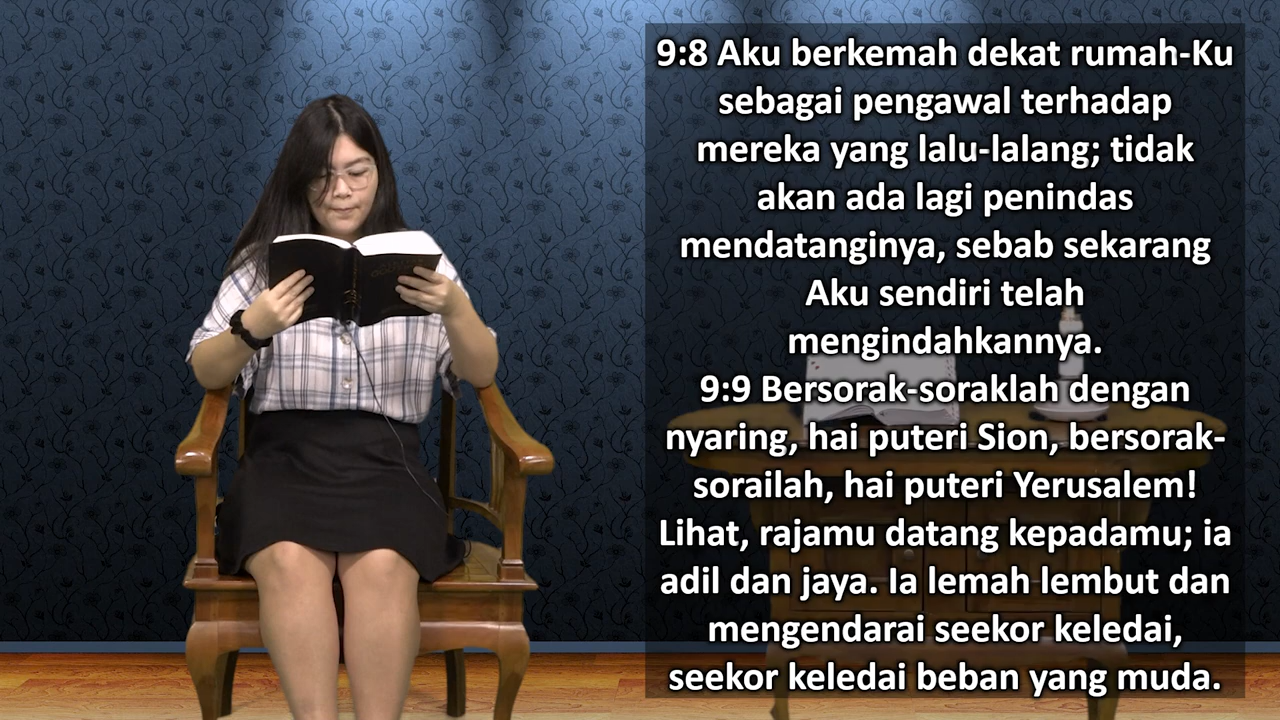 9:8 Aku berkemah dekat rumah-Ku
sebagai pengawal terhadap
mereka yang lalu-lalang; tidak
akan ada lagi penindas
mendatanginya, sebab sekarang
Aku sendiri telah
mengindahkannya.
9:9 Bersorak-soraklah dengan
nyaring, hai puteri Sion, bersorak-
sorailah, hai puteri Yerusalem!
Lihat, rajamu datang kepadamu; ia
adil dan jaya. Ia lemah lembut dan
mengendarai seekor keledai,
seekor keledai beban yang muda.